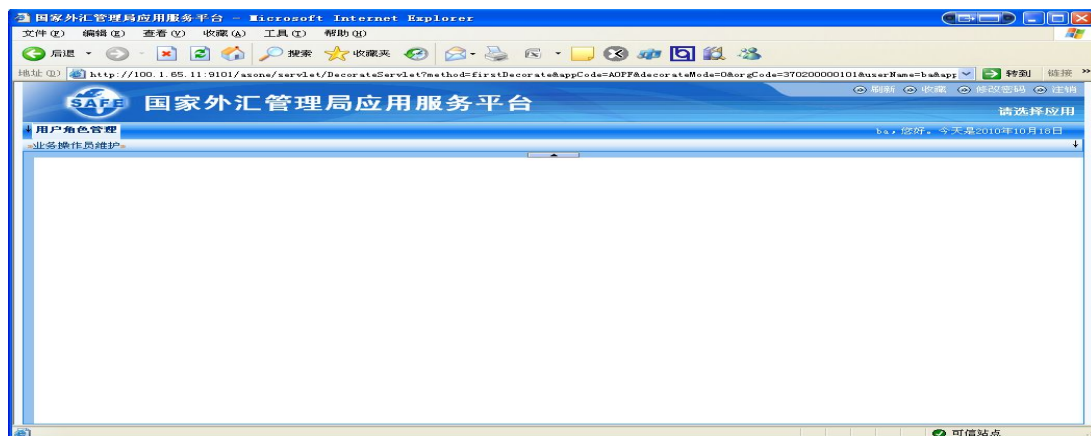 国家外汇管理局应用服务平台 - Microsoft Internet Explorer
文件(F) 编辑(E) 查看(V) 收藏(A) 工具(T) 帮助(H)
后退 搜索 收藏夹
地址(D) http://100.1.65.11:9101/asone/servlet/DecorateServlet?method=firstDecorate&appCode=AOPF&decorateMode=0&orgCode=370200000101&userName=ba&app 转到 链接 »
刷新 收藏 修改密码 注销
SAFE 国家外汇管理局应用服务平台
请选择应用
用户角色管理 ba，您好。今天是2010年10月18日
业务操作员维护
可信站点